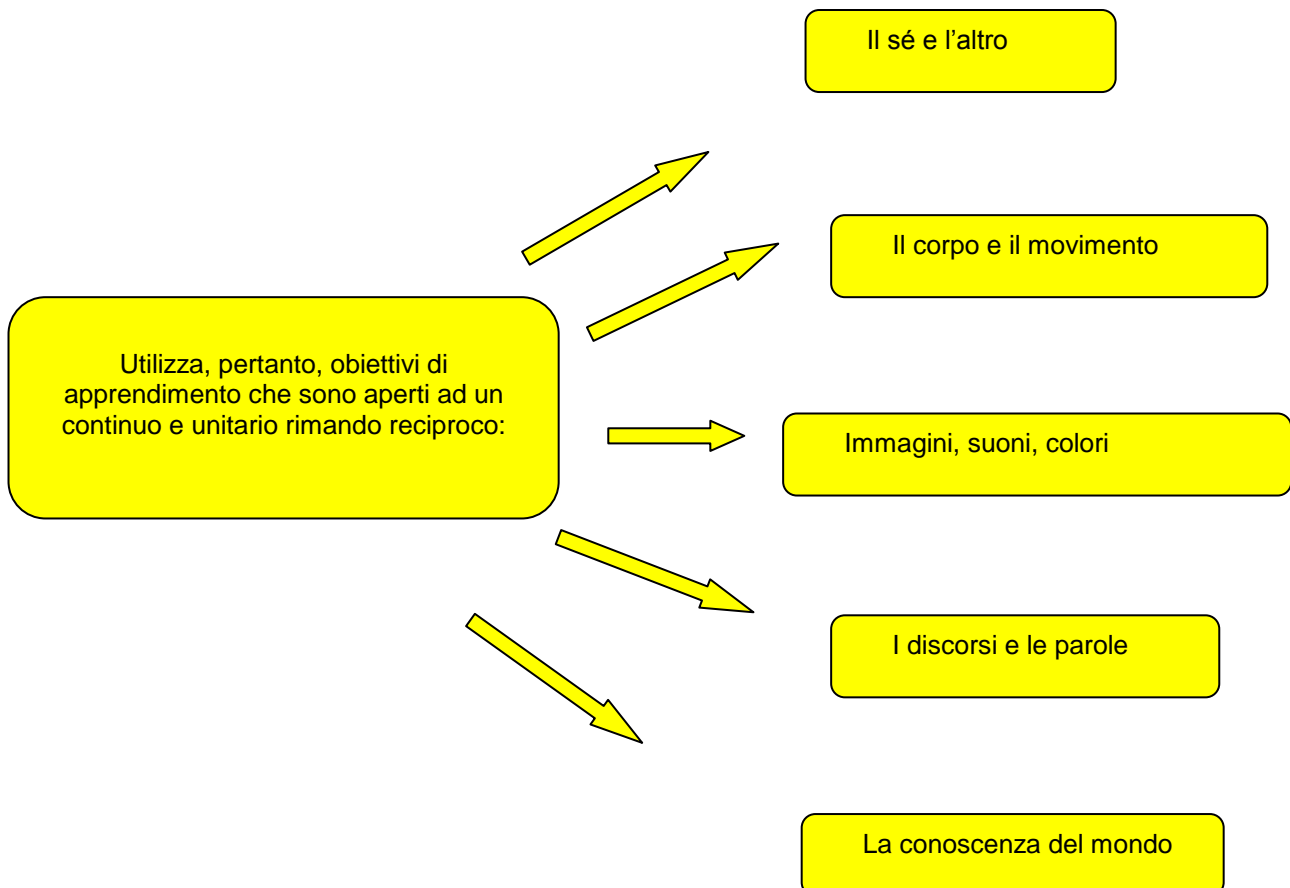 Il sé e l’altro
Il corpo e il movimento
Utilizza, pertanto, obiettivi di
apprendimento che sono aperti ad un
continuo e unitario rimando reciproco:
Immagini, suoni, colori
I discorsi e le parole
La conoscenza del mondo